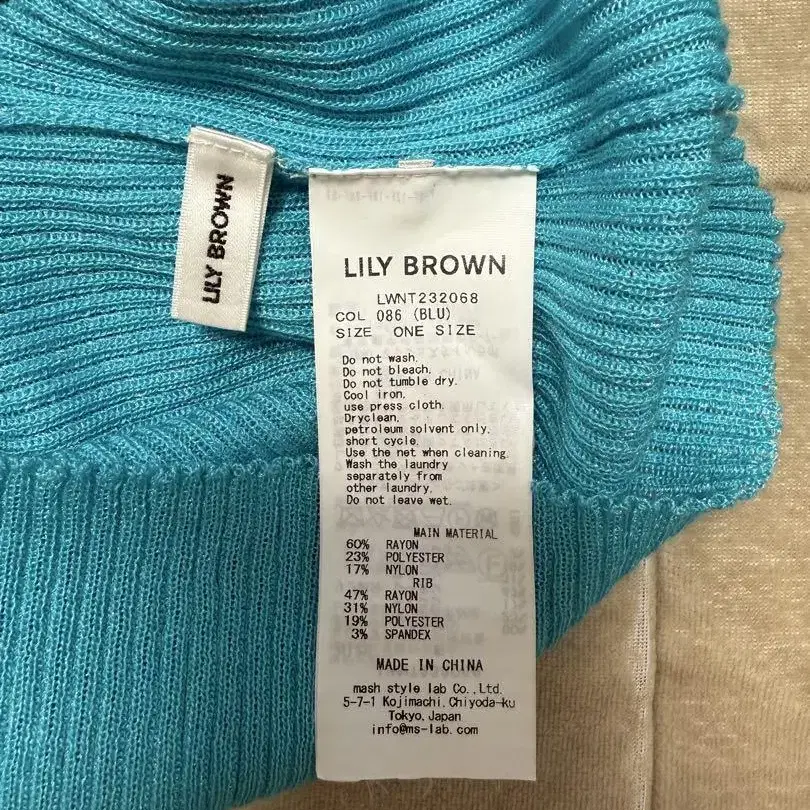 LILY BROWN
LILY BROWN
LWNT232068
COL 086 (BLU)
SIZE ONE SIZE
Do not wash.
Do not bleach.
Do not tumble dry.
Cool iron.
use press cloth.
Dryclean.
petroleum solvent only.
short cycle.
Use the net when cleaning.
Wash the laundry
separately from
other laundry.
Do not leave wet.
MAIN MATERIAL
60% RAYON
23% POLYESTER
17% NYLON
RIB
47% RAYON
31% NYLON
19% POLYESTER
3% SPANDEX
MADE IN CHINA
mash style lab Co.,Ltd.
5-7-1 Kojimachi,Chiyoda-ku
Tokyo,Japan
info@ms-lab.com